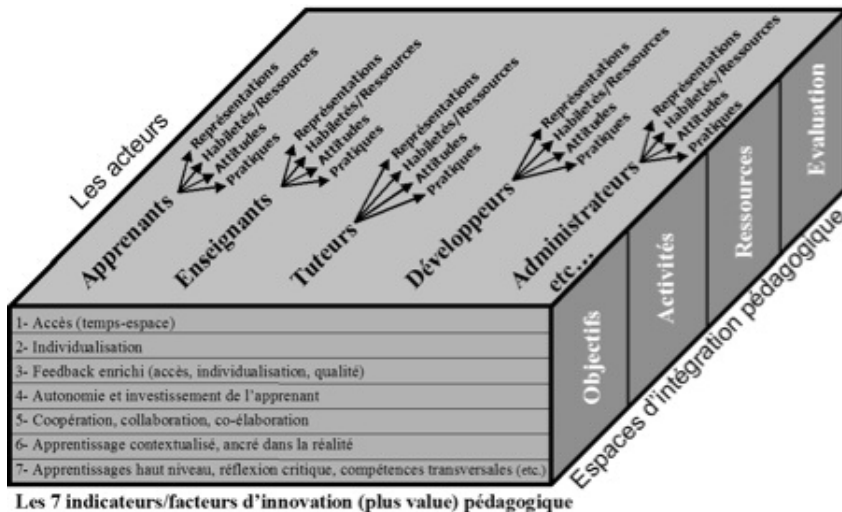 Les acteurs
Représentations
Habiletés/Ressources
Attitudes
Pratiques
Apprenants
Représentations
Habiletés/Ressources
Attitudes
Pratiques
Enseignants
Représentations
Habiletés/Ressources
Attitudes
Pratiques
Tuteurs
Représentations
Habiletés/Ressources
Attitudes
Pratiques
Développeurs
Représentations
Habiletés/Ressources
Attitudes
Pratiques
Administrateurs
etc...
Objectifs
Activités
Ressources
Evaluation
Espaces d'intégration pédagogique
1- Accès (temps-espace)
2- Individualisation
3- Feedback enrichi (accès, individualisation, qualité)
4- Autonomie et investissement de l'apprenant
5- Coopération, collaboration, co-élaboration
6- Apprentissage contextualisé, ancré dans la réalité
7- Apprentissages haut niveau, réflexion critique, compétences transversales (etc.)
Les 7 indicateurs/facteurs d'innovation (plus value) pédagogique